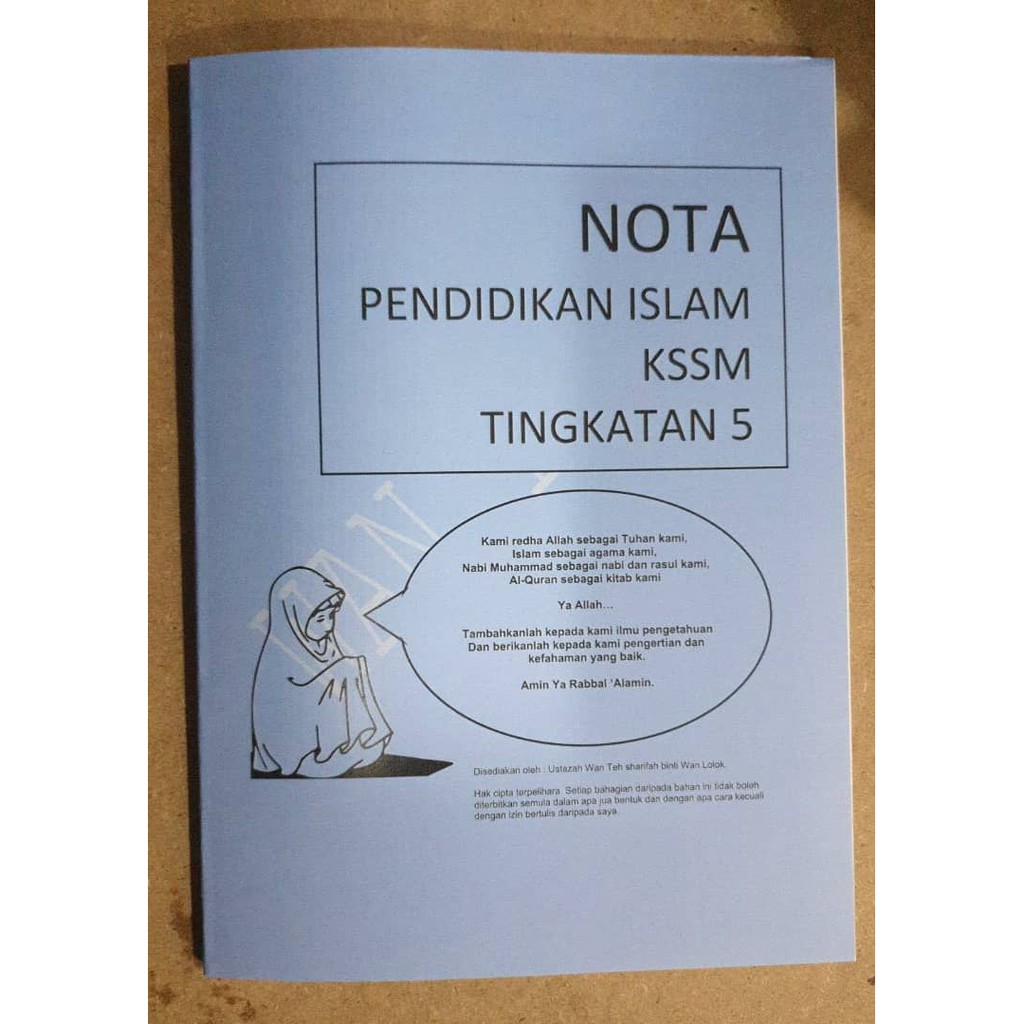 NOTA
PENDIDIKAN ISLAM
KSSM
TINGKATAN 5
Kami redha Allah sebagai Tuhan kami,
Islam sebagai agama kami,
Nabi Muhammad sebagai nabi dan rasul kami,
Al-Quran sebagai kitab kami
Ya Allah...
Tambahkanlah kepada kami ilmu pengetahuan
Dan berikanlah kepada kami pengertian dan
kefahaman yang baik.
Amin Ya Rabbal 'Alamin.
Disediakan oleh : Ustazah Wan Teh sharifah binti Wan Lolok.
Hak cipta terpelihara. Setiap bahagian daripada bahan ini tidak boleh
diterbitkan semula dalam apa jua bentuk dan dengan apa cara kecuali
dengan izin bertulis daripada saya.